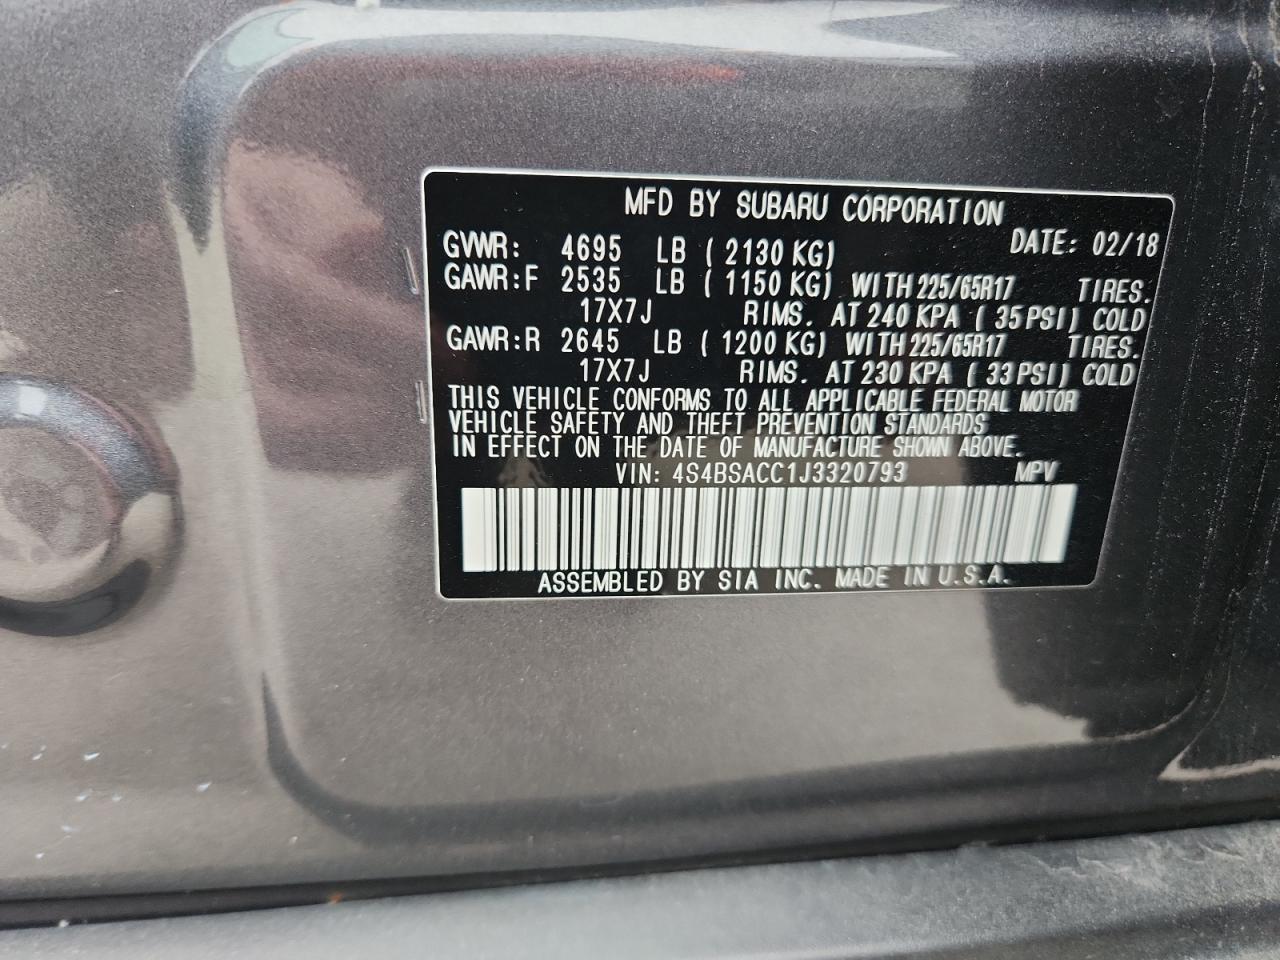 MFD BY SUBARU CORPORATION
DATE: 02/18
GVWR: 4695 LB ( 2130 KG)
GAWR:F 2535 LB ( 1150 KG) WITH 225/65R17 TIRES.
17X7J RIMS. AT 240 KPA ( 35 PSI) COLD
GAWR:R 2645 LB ( 1200 KG) WITH 225/65R17 TIRES.
17X7J RIMS. AT 230 KPA ( 33 PSI) COLD
THIS VEHICLE CONFORMS TO ALL APPLICABLE FEDERAL MOTOR
VEHICLE SAFETY AND THEFT PREVENTION STANDARDS
IN EFFECT ON THE DATE OF MANUFACTURE SHOWN ABOVE.
VIN: 4S4BSACC1J3320793 MPV
ASSEMBLED BY SIA INC. MADE IN U.S.A.